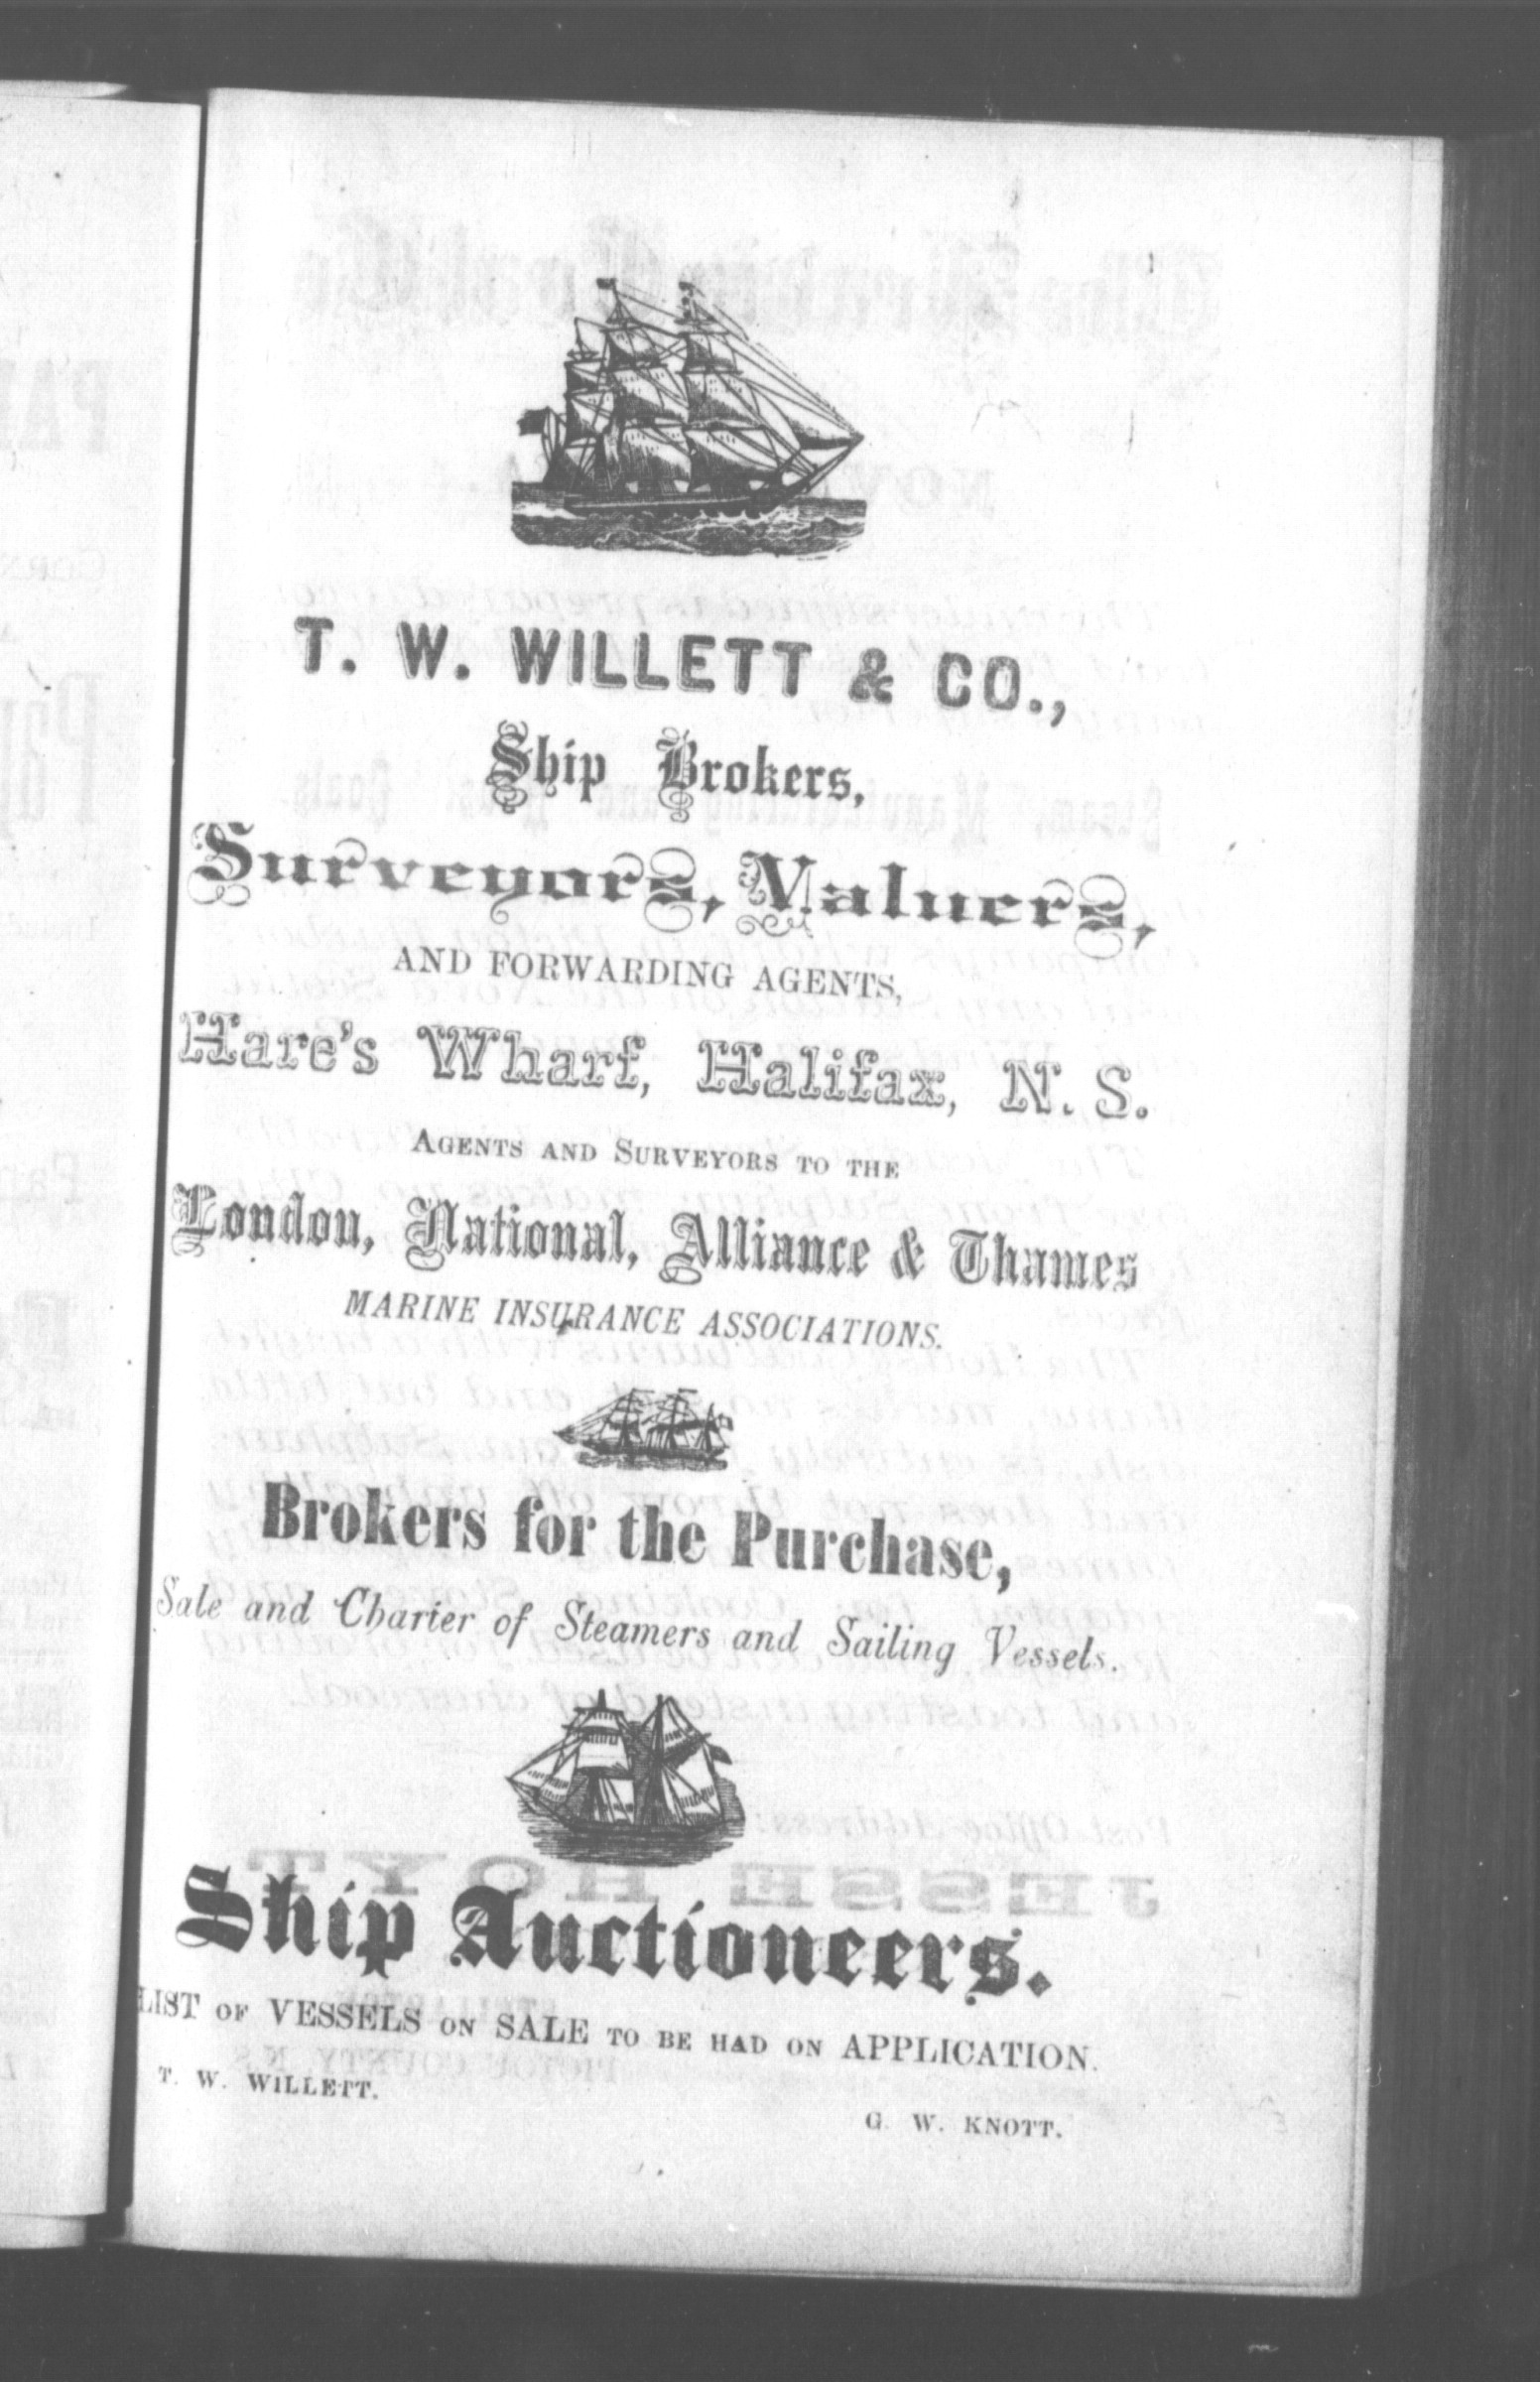 T. W. WILLETT & CO.,
Ship Brokers,
Surveyors, Valuers,
AND FORWARDING AGENTS,
Hare's Wharf, Halifax, N. S.
AGENTS AND SURVEYORS TO THE
London, National, Alliance & Thames
MARINE INSURANCE ASSOCIATIONS.
Brokers for the Purchase,
Sale and Charter of Steamers and Sailing Vessels.
Ship Auctioneers.
LIST OF VESSELS ON SALE TO BE HAD ON APPLICATION.
T. W. WILLETT.
G. W. KNOTT.